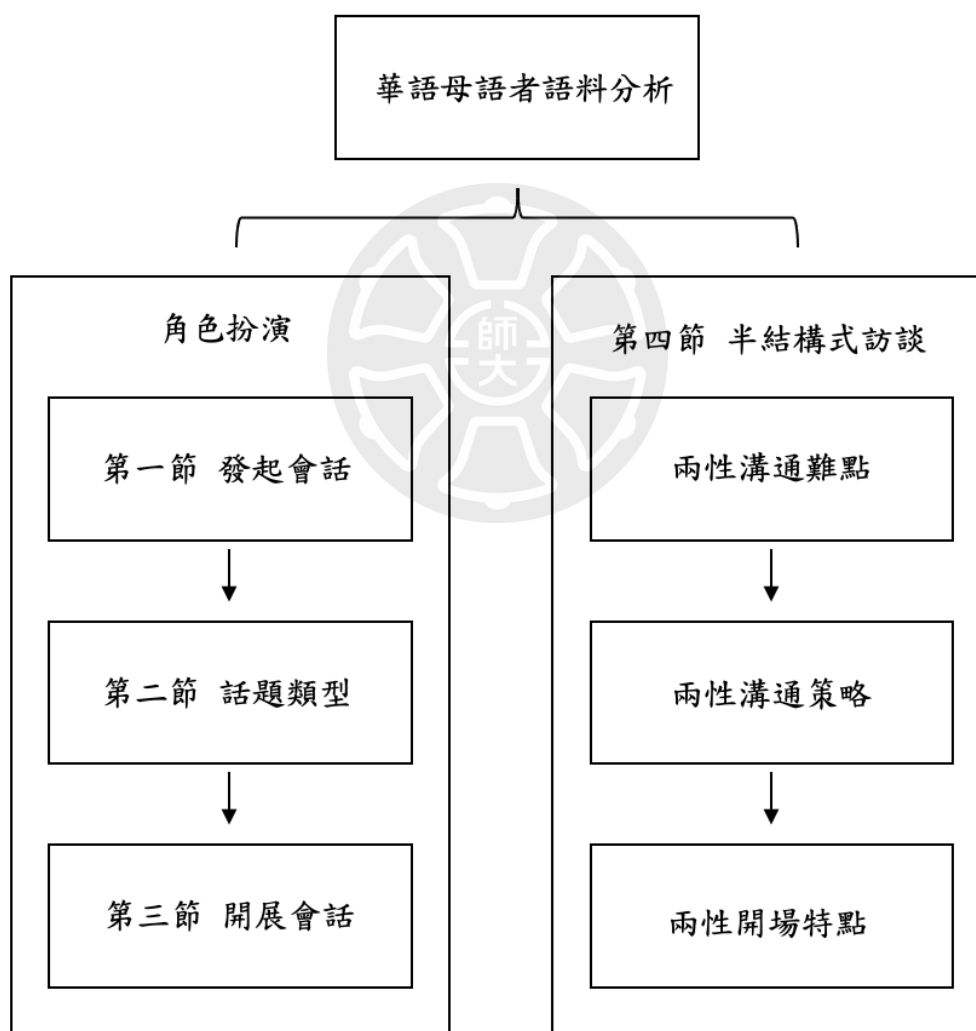 華語母語者語料分析
角色扮演
第一節 發起會話
第二節 話題類型
第三節 開展會話
第四節 半結構式訪談
兩性溝通難點
兩性溝通策略
兩性開場特點
師大